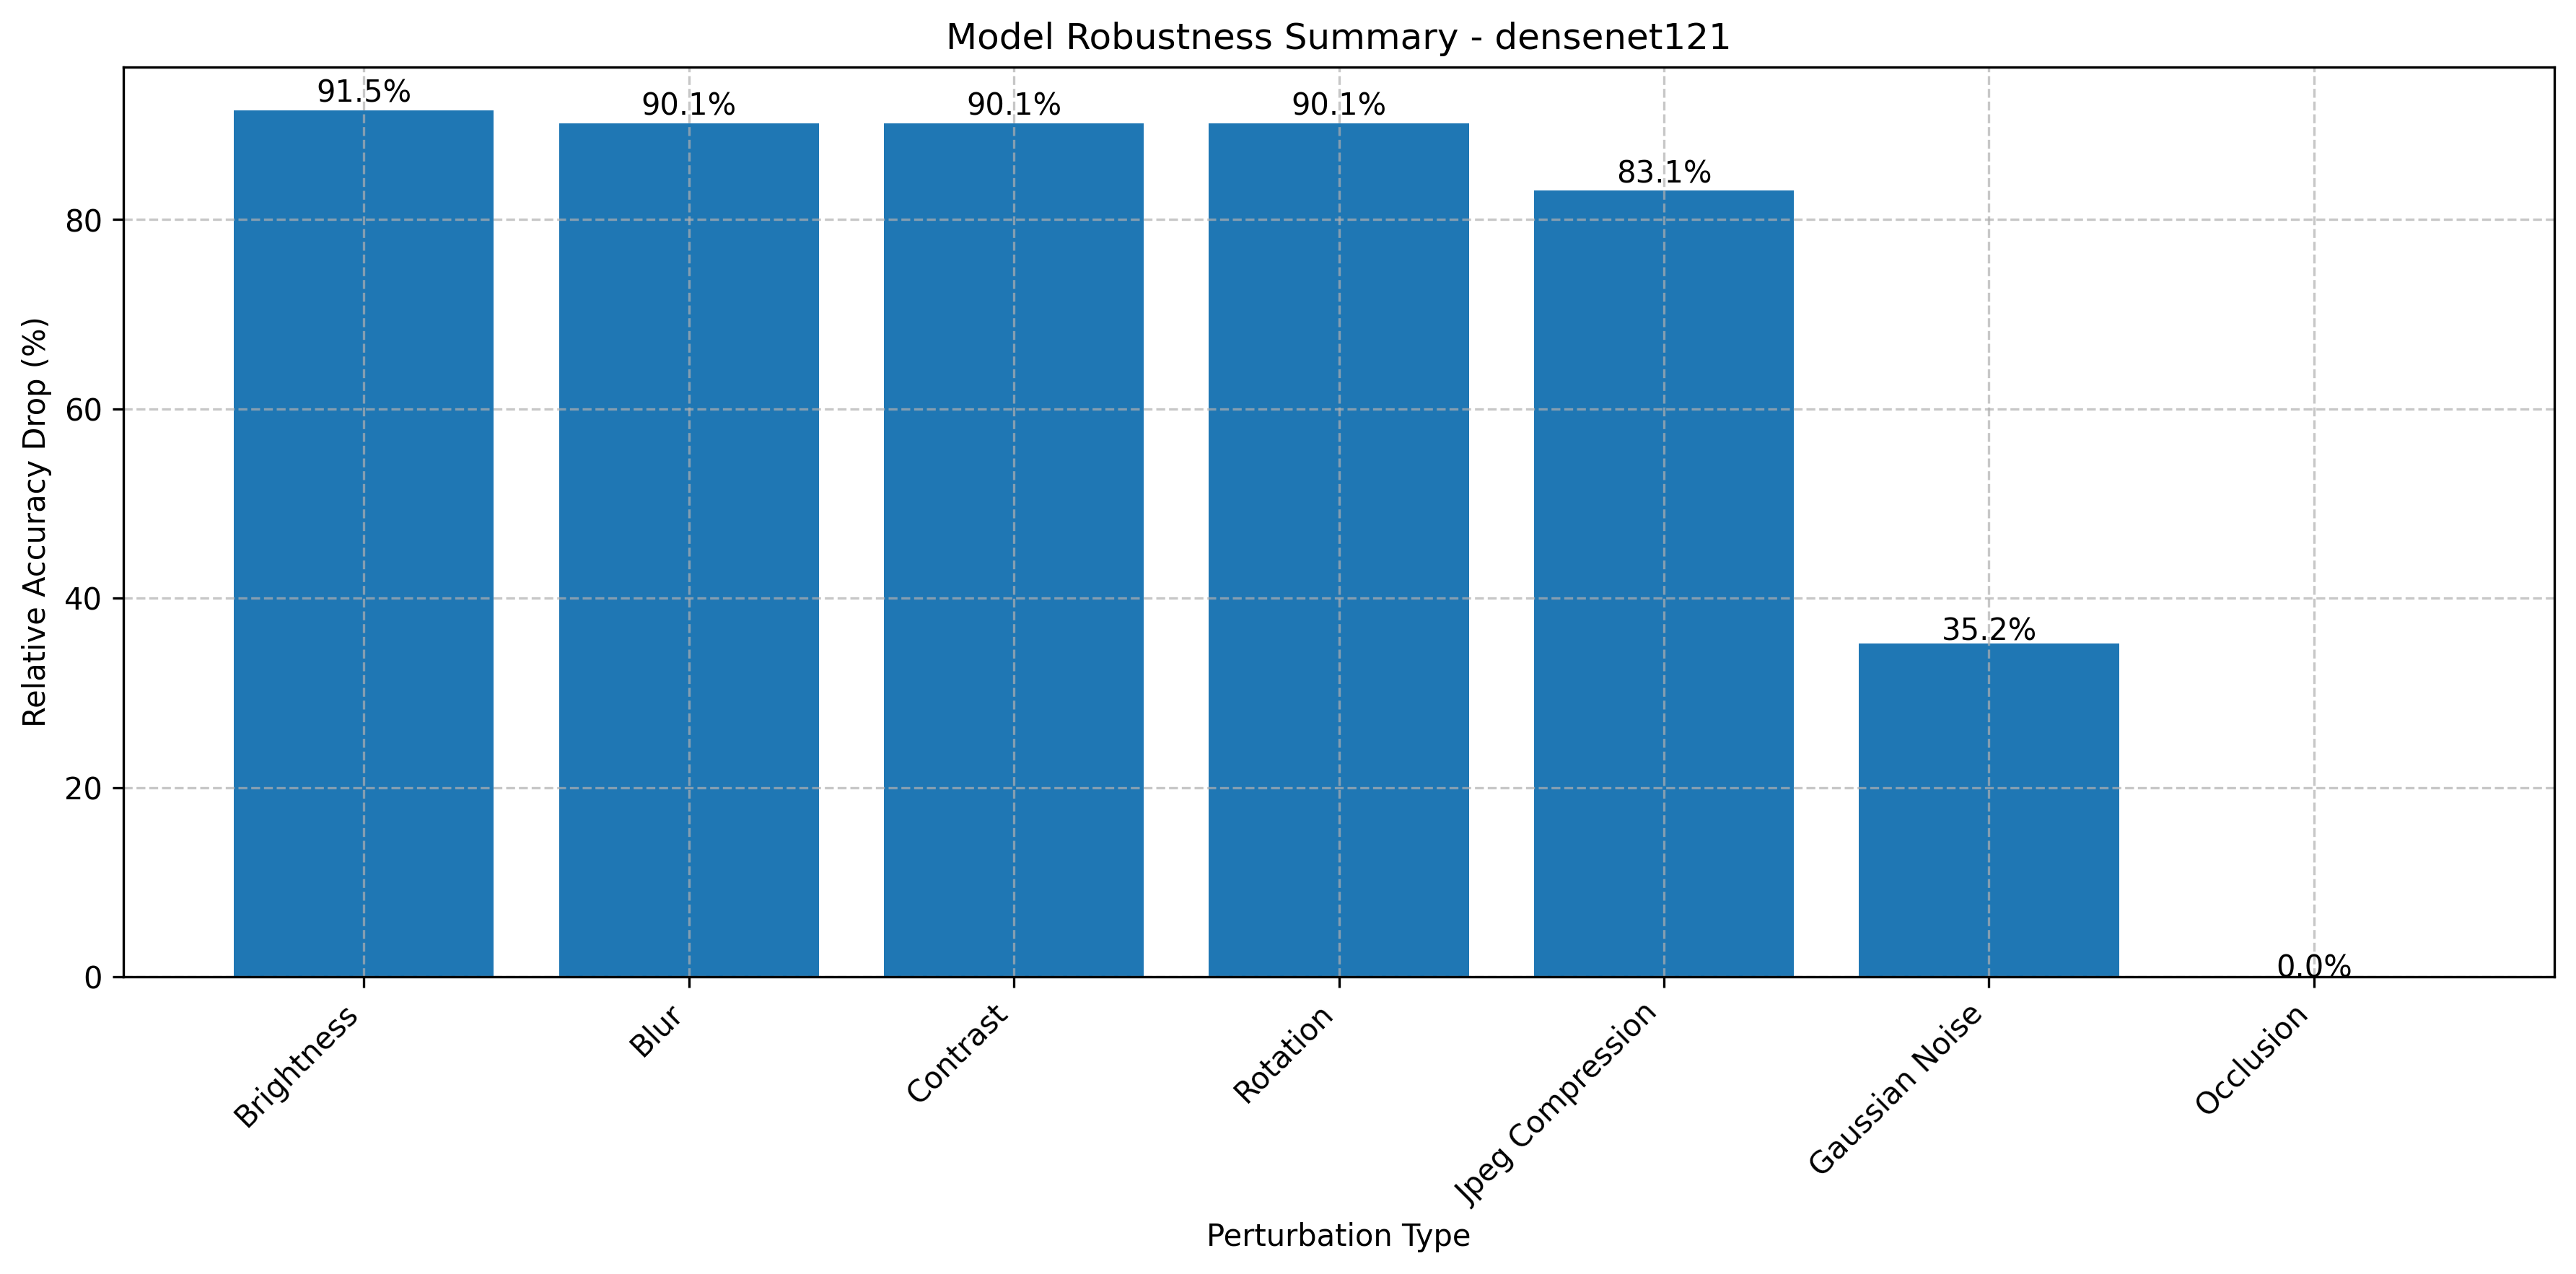 Model Robustness Summary - densenet121
91.5%
90.1%
90.1%
90.1%
83.1%
35.2%
0.0%
Relative Accuracy Drop (%)
80
60
40
20
0
Brightness
Blur
Contrast
Rotation
Jpeg Compression
Gaussian Noise
Occlusion
Perturbation Type